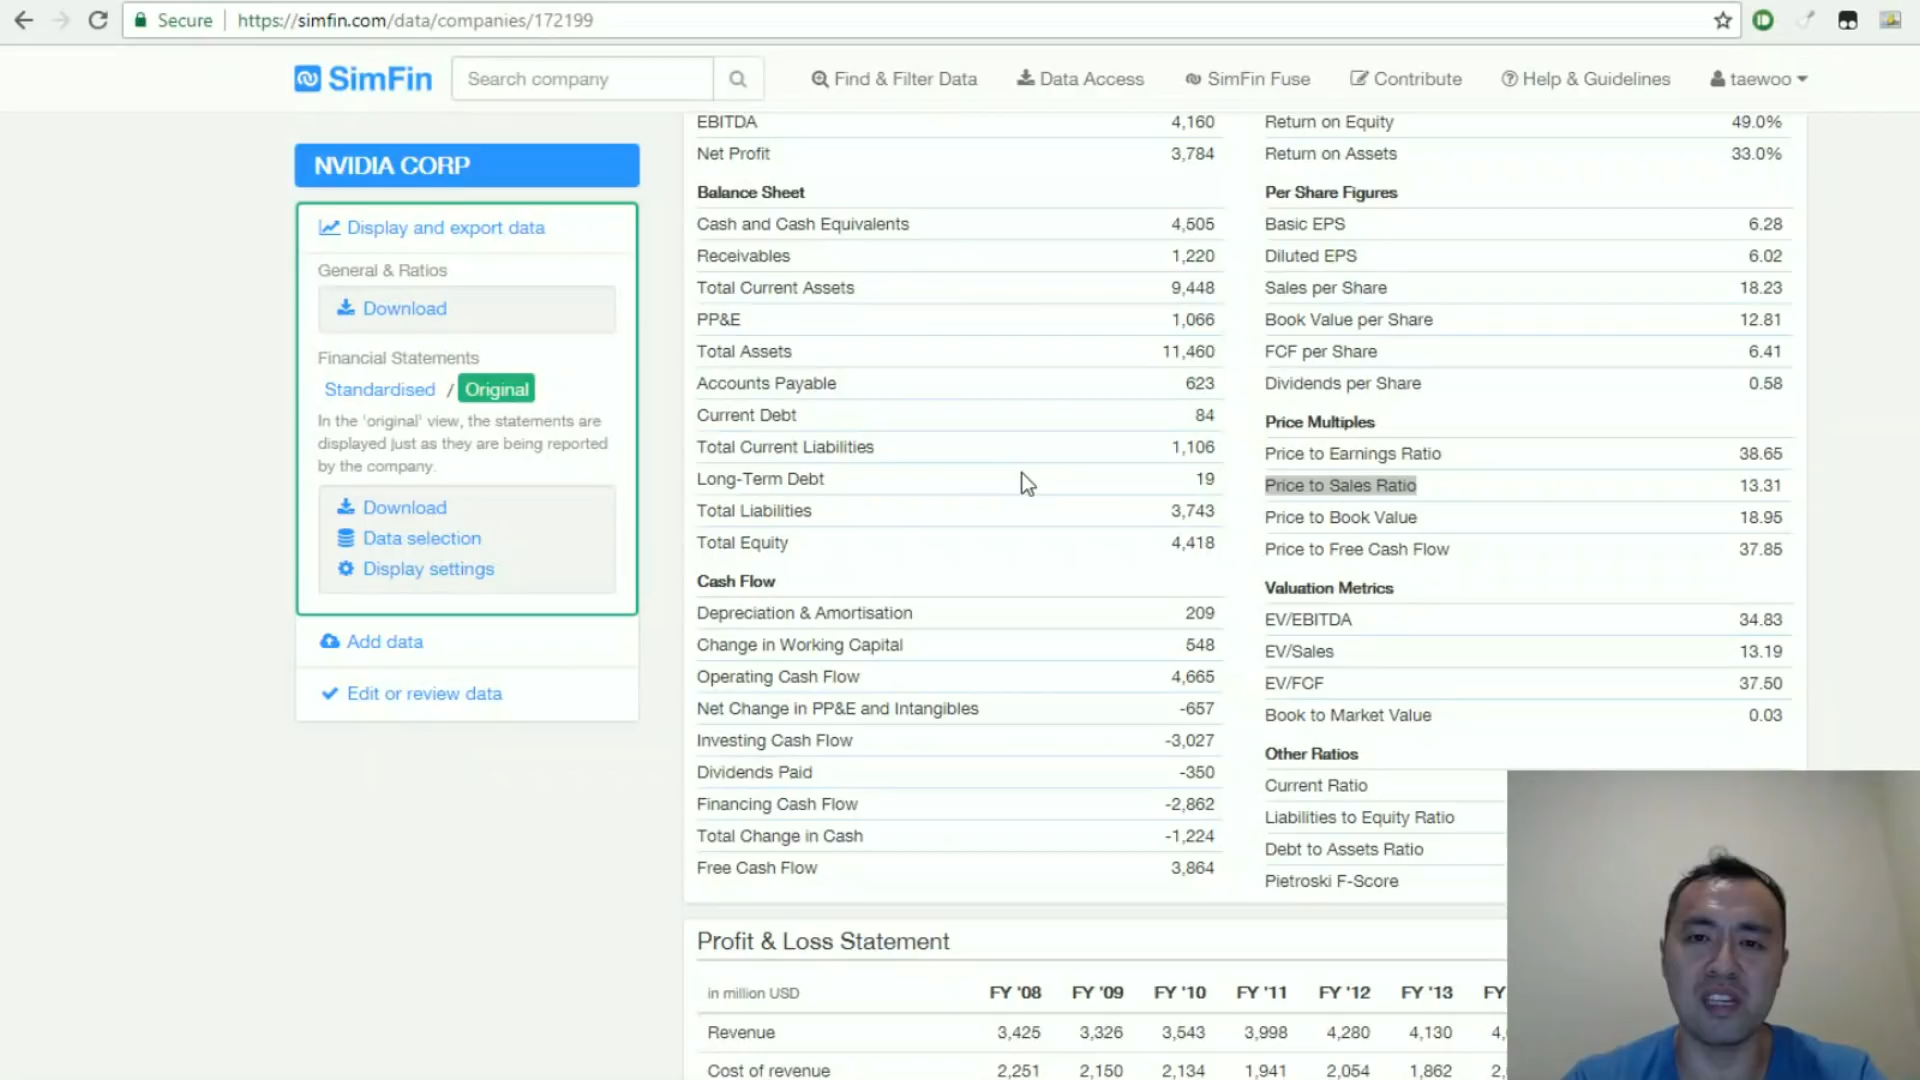 Secure
https://simfin.com/data/companies/172199
SimFin
Search company
Find & Filter Data
Data Access
SimFin Fuse
Contribute
Help & Guidelines
taewoo
NVIDIA CORP
Display and export data
General & Ratios
Download
Financial Statements
Standardised / Original
In the 'original' view, the statements are
displayed just as they are being reported
by the company.
Download
Data selection
Display settings
Add data
Edit or review data
EBITDA 4,160
Net Profit 3,784
Balance Sheet
Cash and Cash Equivalents 4,505
Receivables 1,220
Total Current Assets 9,448
PP&E 1,066
Total Assets 11,460
Accounts Payable 623
Current Debt 84
Total Current Liabilities 1,106
Long-Term Debt 19
Total Liabilities 3,743
Total Equity 4,418
Cash Flow
Depreciation & Amortisation 209
Change in Working Capital 548
Operating Cash Flow 4,665
Net Change in PP&E and Intangibles -657
Investing Cash Flow -3,027
Dividends Paid -350
Financing Cash Flow -2,862
Total Change in Cash -1,224
Free Cash Flow 3,864
Return on Equity 49.0%
Return on Assets 33.0%
Per Share Figures
Basic EPS 6.28
Diluted EPS 6.02
Sales per Share 18.23
Book Value per Share 12.81
FCF per Share 6.41
Dividends per Share 0.58
Price Multiples
Price to Earnings Ratio 38.65
Price to Sales Ratio 13.31
Price to Book Value 18.95
Price to Free Cash Flow 37.85
Valuation Metrics
EV/EBITDA 34.83
EV/Sales 13.19
EV/FCF 37.50
Book to Market Value 0.03
Other Ratios
Current Ratio
Liabilities to Equity Ratio
Debt to Assets Ratio
Pietroski F-Score
Profit & Loss Statement
in million USD FY '08 FY '09 FY '10 FY '11 FY '12 FY '13 FY
Revenue 3,425 3,326 3,543 3,998 4,280 4,130 4,
Cost of revenue 2,251 2,150 2,134 1,941 2,054 1,862 2,